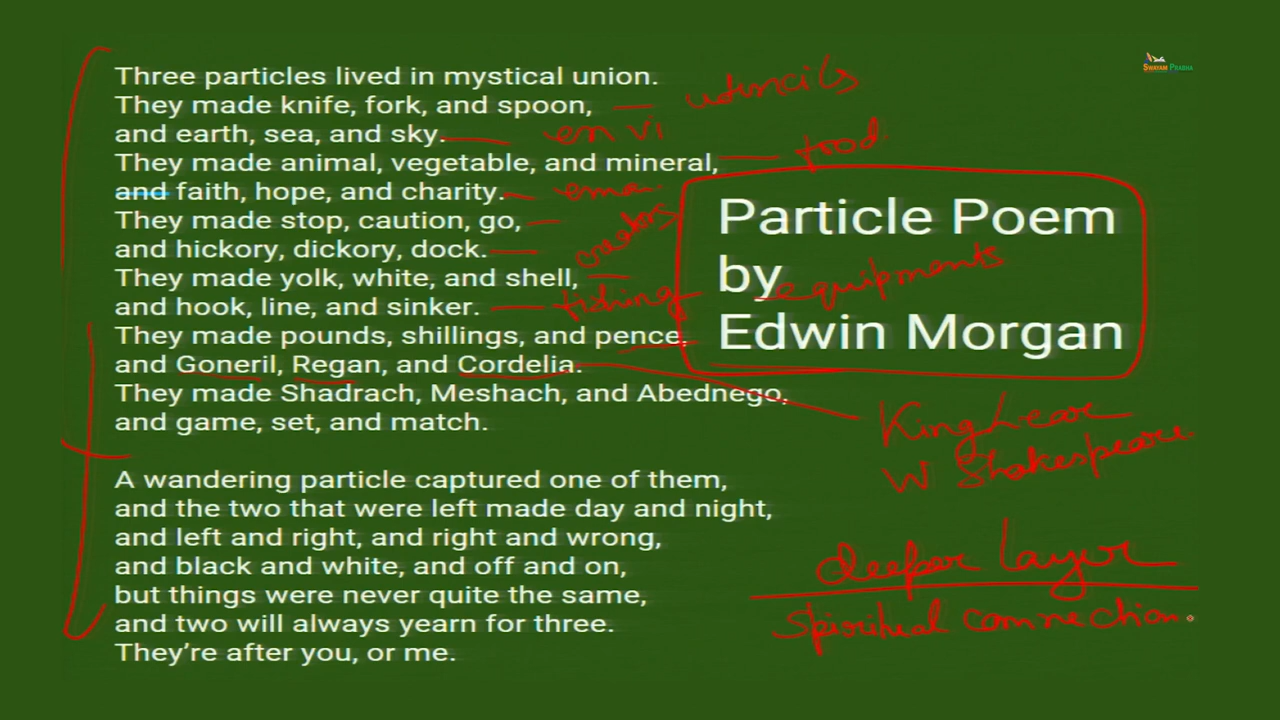 Three particles lived in mystical union.
They made knife, fork, and spoon,
and earth, sea, and sky.
They made animal, vegetable, and mineral,
and faith, hope, and charity.
They made stop, caution, go,
and hickory, dickory, dock.
They made yolk, white, and shell,
and hook, line, and sinker.
They made pounds, shillings, and pence,
and Goneril, Regan, and Cordelia.
They made Shadrach, Meshach, and Abednego,
and game, set, and match.
A wandering particle captured one of them,
and the two that were left made day and night,
and left and right, and right and wrong,
and black and white, and off and on,
but things were never quite the same,
and two will always yearn for three.
They’re after you, or me.
utencils
envi
food
emo
fishing equipments
Particle Poem
by
Edwin Morgan
King Lear
W Shakespeare
deeper layer
spiritual connection
SWAYAM PRABHA